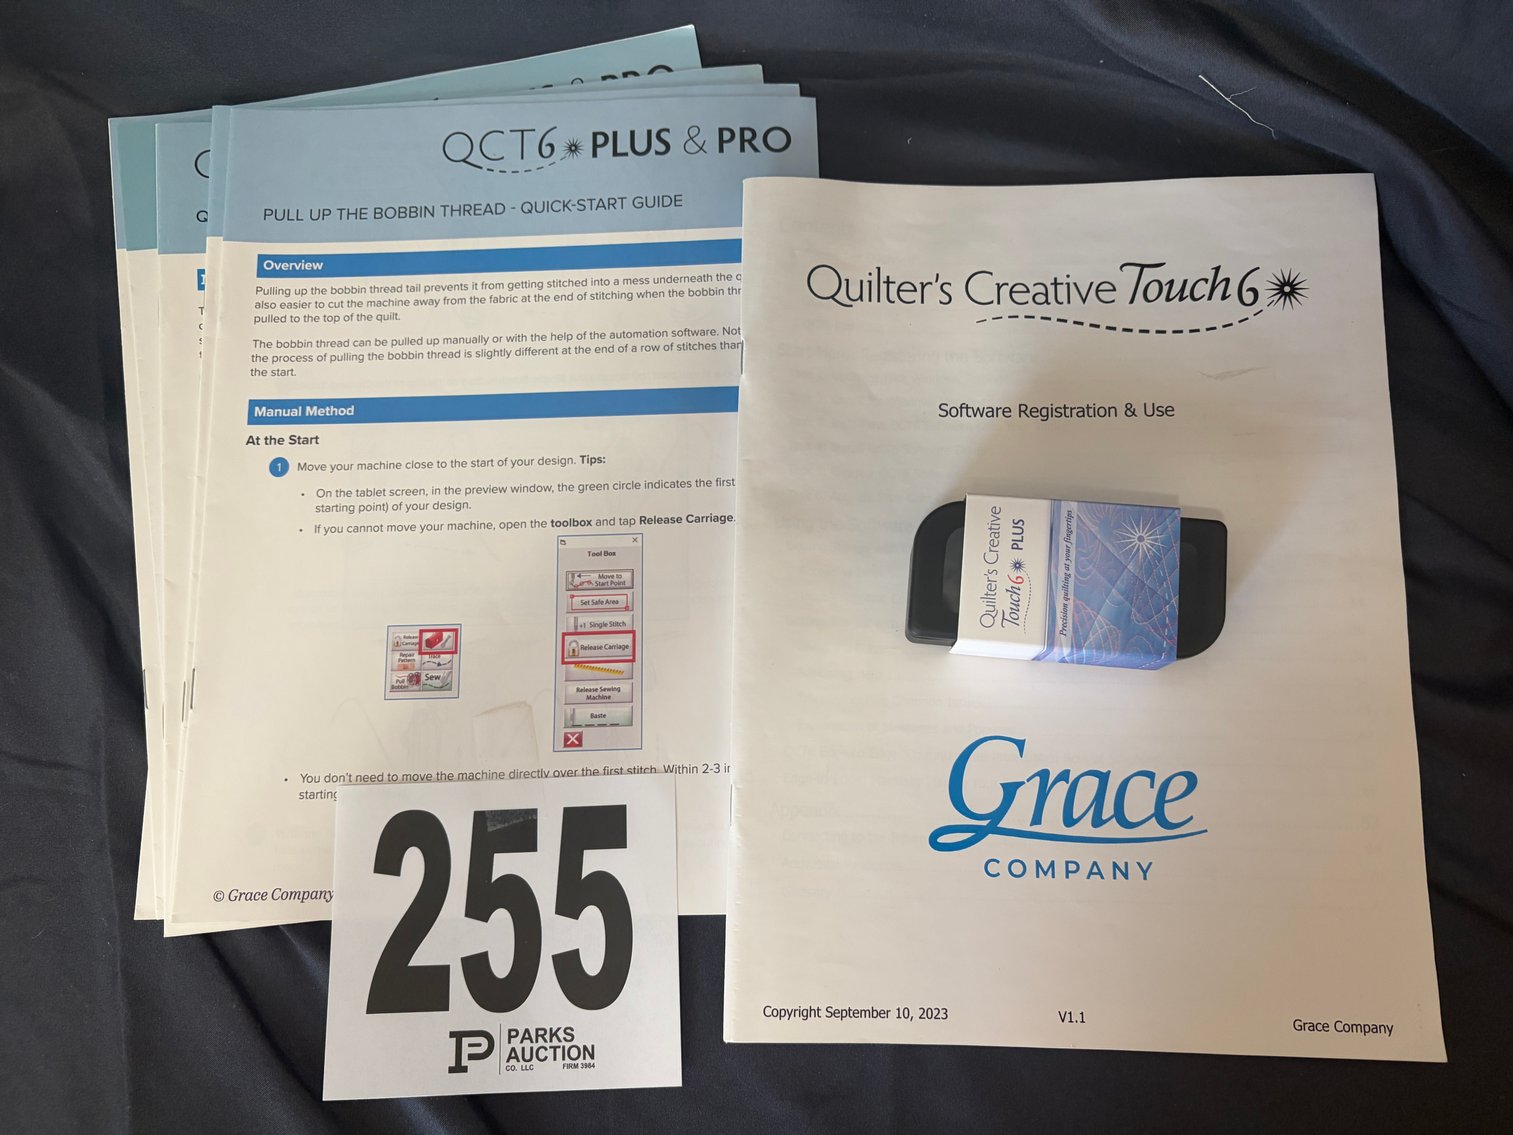 & PRO
QCT6 PLUS & PRO
PULL UP THE BOBBIN THREAD - QUICK-START GUIDE
Overview
Pulling up the bobbin thread tail prevents it from getting stitched into a mess underneath the q
also easier to cut the machine away from the fabric at the end of stitching when the bobbin thr
pulled to the top of the quilt.
The bobbin thread can be pulled up manually or with the help of the automation software. Not
the process of pulling the bobbin thread is slightly different at the end of a row of stitches than
the start.
Manual Method
At the Start
1 Move your machine close to the start of your design. Tips:
• On the tablet screen, in the preview window, the green circle indicates the first
starting point) of your design.
• If you cannot move your machine, open the toolbox and tap Release Carriage.
Release
Carriage
Repair
Pattern
Trace
Pull
Bobbin
Sew
Tool Box
Move to
Start Point
Set Safe Area
+1 Single Stitch
Release Carriage
Release Sewing
Machine
Baste
• You don't need to move the machine directly over the first stitch. Within 2-3 in
starting
© Grace Company
255
PARKS
AUCTION
CO. LLC FIRM 3984
Quilter's Creative Touch 6
Software Registration & Use
Quilter's Creative
Touch 6 PLUS
Precision quilting at your fingertips
Grace
COMPANY
Copyright September 10, 2023 V1.1 Grace Company